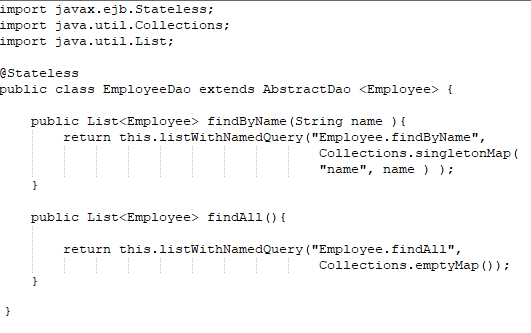 import javax.ejb.Stateless;
import java.util.Collections;
import java.util.List;
@Stateless
public class EmployeeDao extends AbstractDao <Employee> {
public List<Employee> findByName(String name ){
return this.listWithNamedQuery("Employee.findByName",
Collections.singletonMap(
"name", name ) );
}
public List<Employee> findAll(){
return this.listWithNamedQuery("Employee.findAll",
Collections.emptyMap());
}
}